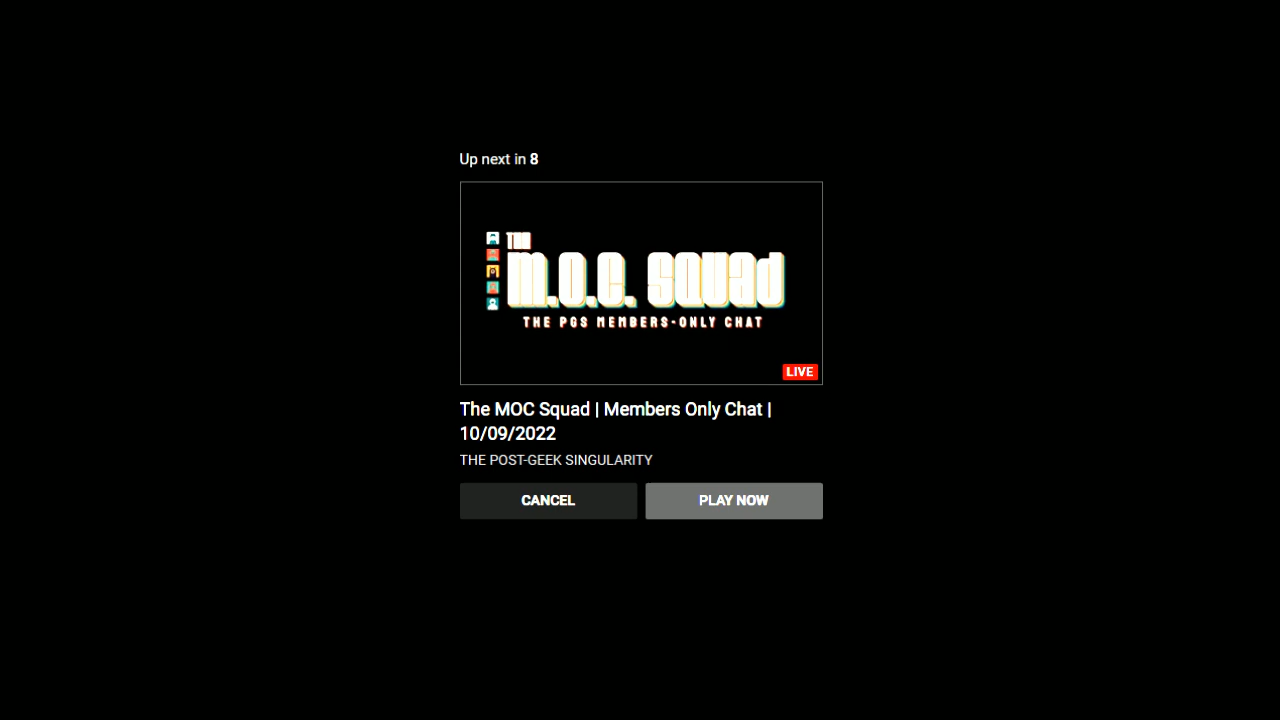 Up next in 8
THE
M.O.C. SQUAD
THE PGS MEMBERS-ONLY CHAT
LIVE
The MOC Squad | Members Only Chat |
10/09/2022
THE POST-GEEK SINGULARITY
CANCEL
PLAY NOW